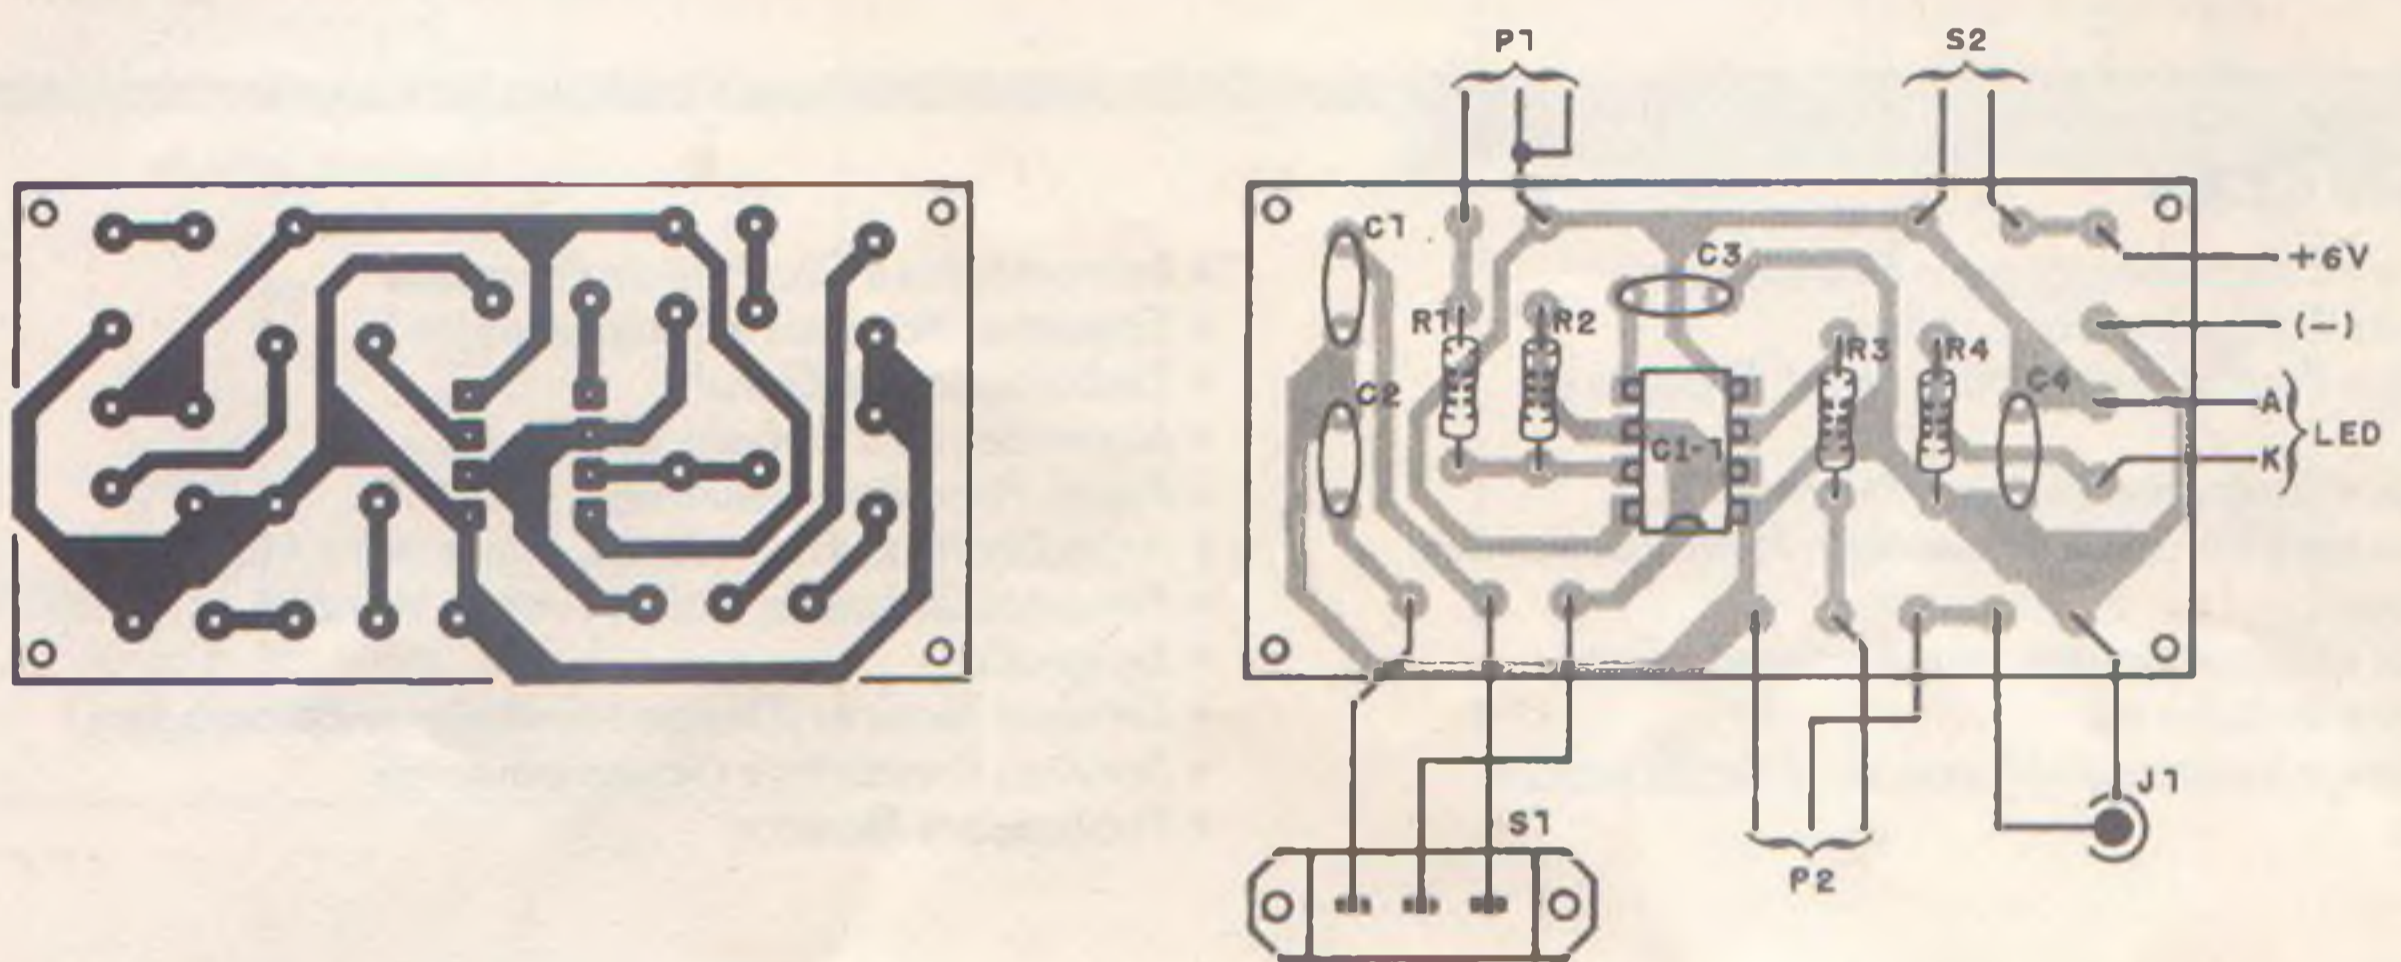 P1
S2
C1
C3
+6V
R1
R2
(-)
R3
R4
A
C2
C4
LED
CI-1
K
J1
S1
P2